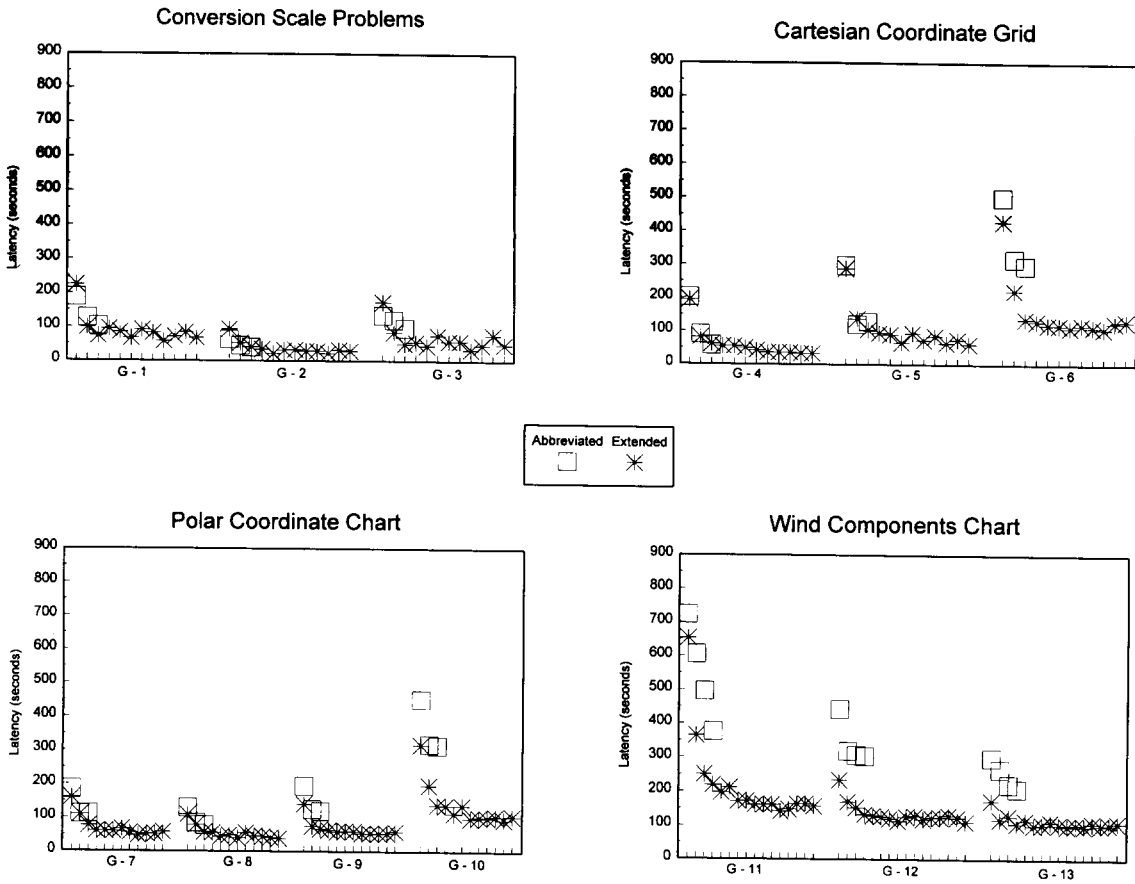 Conversion Scale Problems
900
800
700
600
500
400
300
200
100
0
Latency (seconds)
G - 1
G - 2
G - 3
Cartesian Coordinate Grid
900
800
700
600
500
400
300
200
100
0
Latency (seconds)
G - 4
G - 5
G - 6
Abbreviated Extended
Polar Coordinate Chart
900
800
700
600
500
400
300
200
100
0
Latency (seconds)
G - 7
G - 8
G - 9
G - 10
Wind Components Chart
900
800
700
600
500
400
300
200
100
0
Latency (seconds)
G - 11
G - 12
G - 13